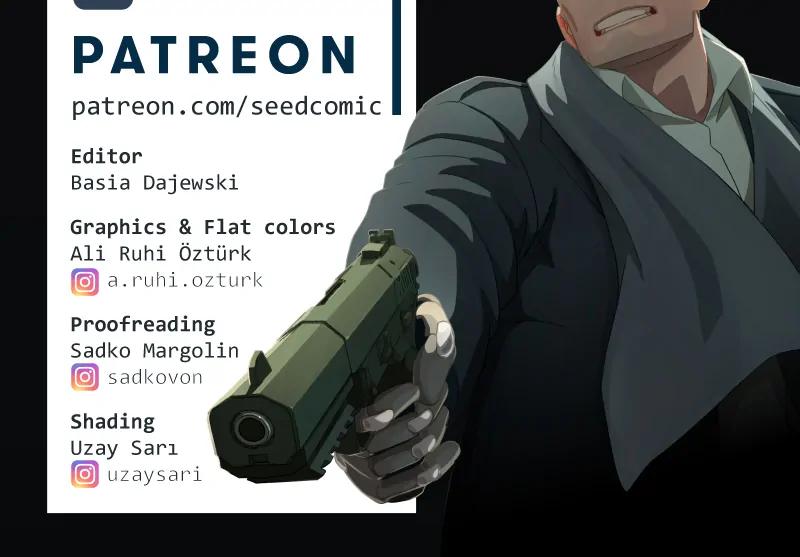 PATREON
patreon.com/seedcomic
Editor
Basia Dajewski
Graphics & Flat colors
Ali Ruhi Öztürk
a.ruhi.ozturk
Proofreading
Sadko Margolin
sadkovon
Shading
Uzay Sarı
uzaysari